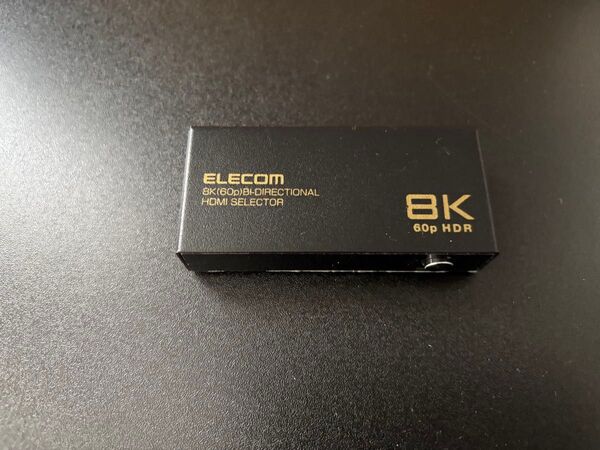 ELECOM
8K(60p)BI-DIRECTIONAL
HDMI SELECTOR
8K
60p HDR